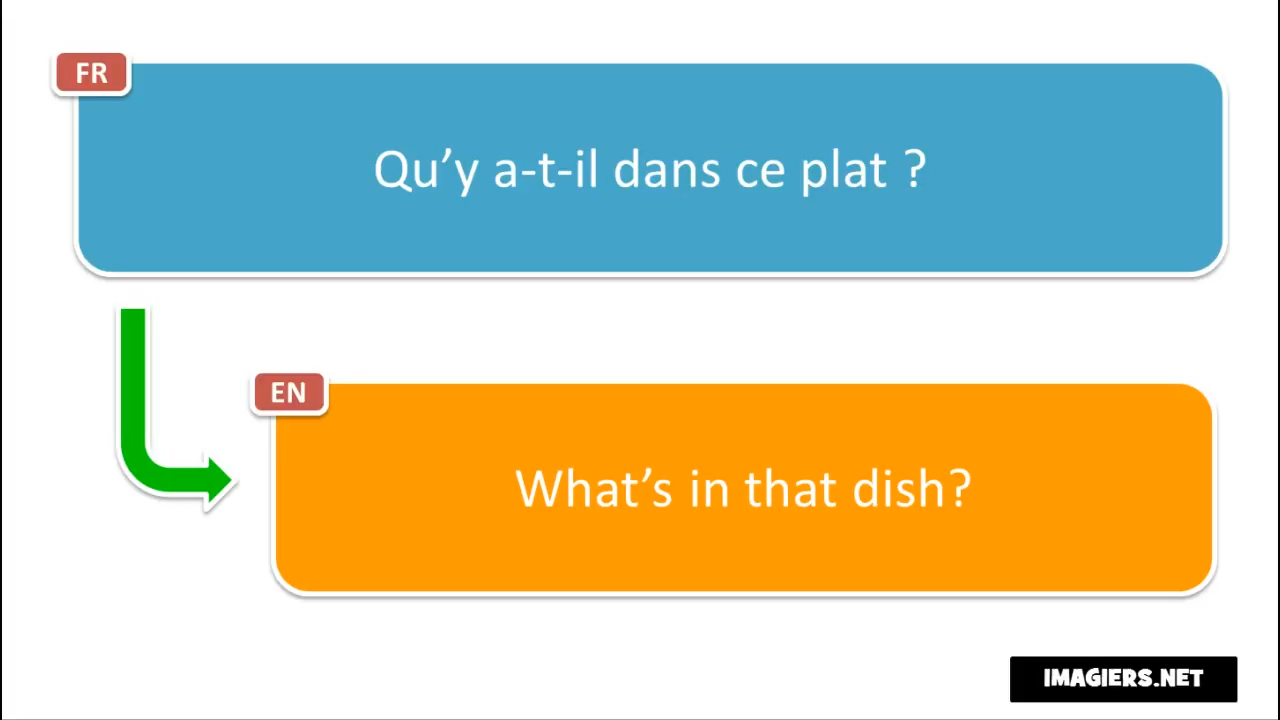 FR
Qu’y a-t-il dans ce plat ?
EN
What’s in that dish?
IMAGIERS.NET